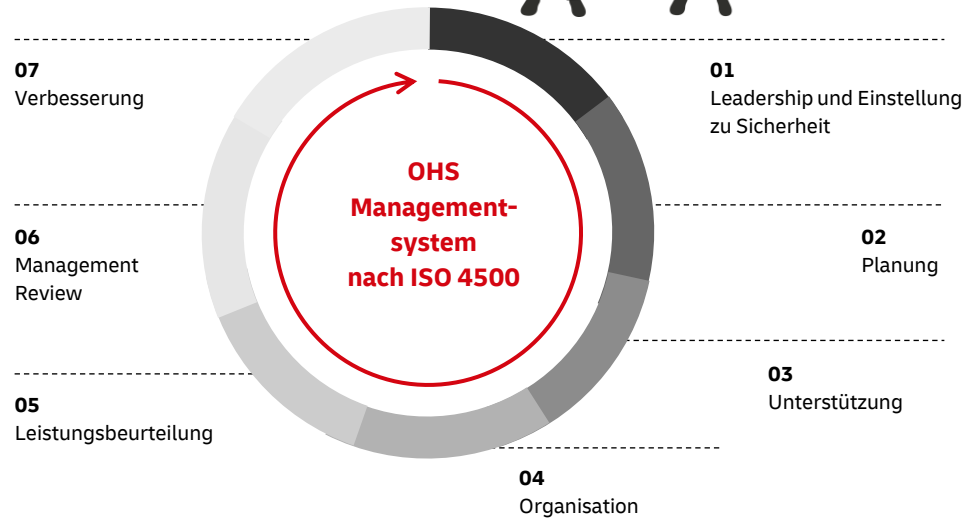 OHS
Management-
system
nach ISO 4500
01
Leadership und Einstellung
zu Sicherheit
02
Planung
03
Unterstützung
04
Organisation
05
Leistungsbeurteilung
06
Management
Review
07
Verbesserung